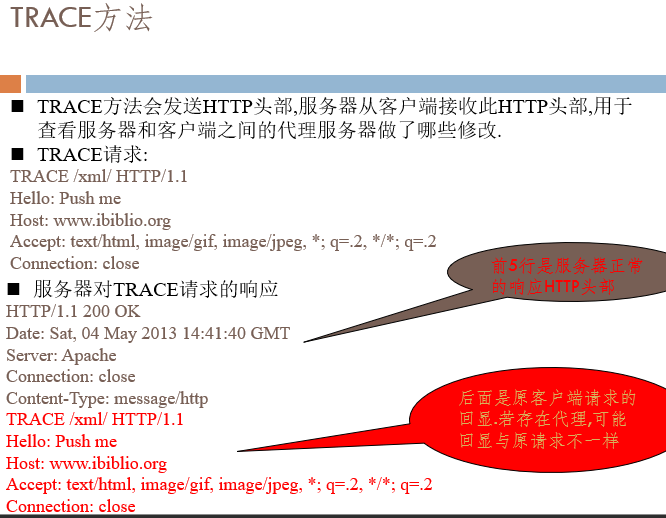 TRACE方法
TRACE方法会发送HTTP头部,服务器从客户端接收此HTTP头部,用于
查看服务器和客户端之间的代理服务器做了哪些修改.
TRACE请求:
TRACE /xml/ HTTP/1.1
Hello: Push me
Host: www.ibiblio.org
Accept: text/html, image/gif, image/jpeg, *; q=.2, */*; q=.2
Connection: close
前5行是服务器正常
的响应HTTP头部
服务器对TRACE请求的响应
HTTP/1.1 200 OK
Date: Sat, 04 May 2013 14:41:40 GMT
Server: Apache
Connection: close
Content-Type: message/http
TRACE /xml/ HTTP/1.1
Hello: Push me
Host: www.ibiblio.org
Accept: text/html, image/gif, image/jpeg, *; q=.2, */*; q=.2
Connection: close
后面是原客户端请求的
回显.若存在代理,可能
回显与原请求不一样